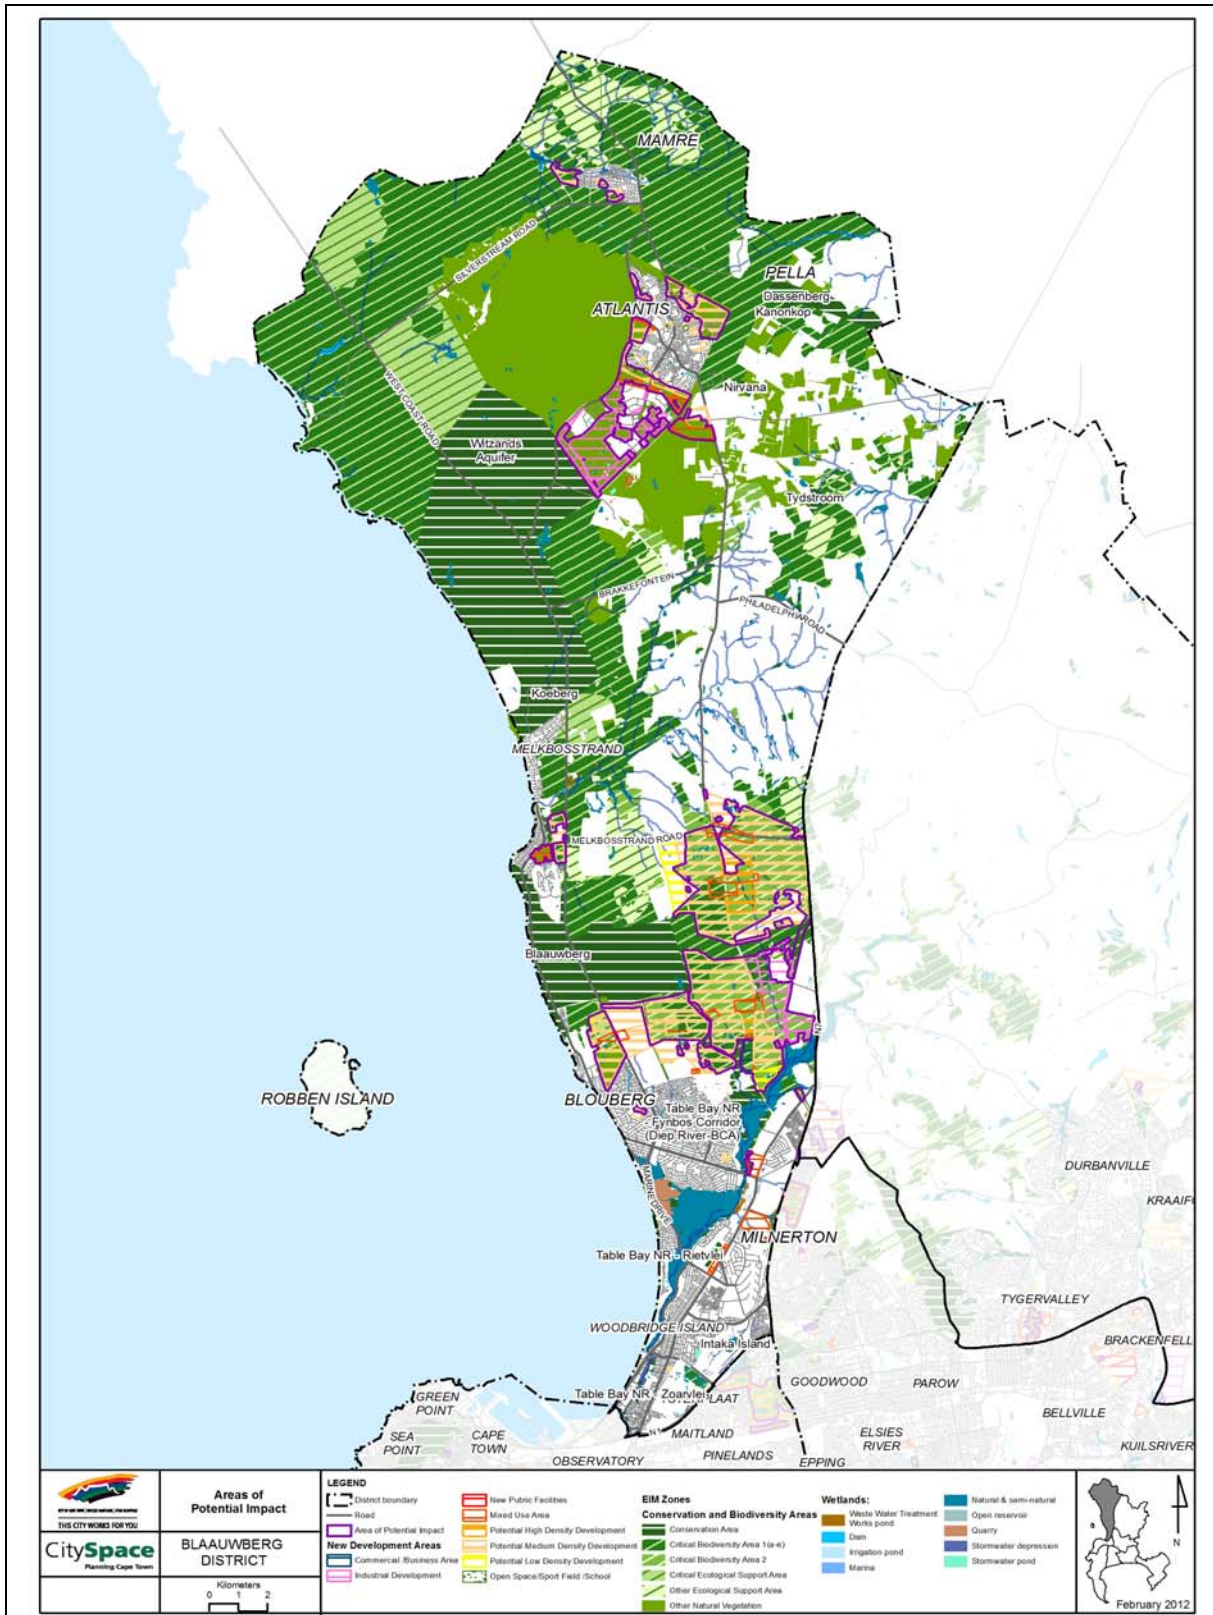 MAMRE
SILVERSTREAM ROAD
PELLA
Dassenberg
Kanonkop
ATLANTIS
WEST COAST ROAD
Nirvana
Witzands
Aquifer
Tydstroom
BRAKKEFONTEIN
PHILADELPHIA ROAD
Koeberg
MELKBOSSTRAND
MELKBOSSTRAND ROAD
Blaauwberg
N7
ROBBEN ISLAND
BLOUBERG
Table Bay NR
- Fynbos Corridor
(Diep River-BCA)
DURBANVILLE
KRAAIF
MARINE DRIVE
MILNERTON
Table Bay NR - Rietvlei
TYGERVALLEY
WOODBRIDGE ISLAND
BRACKENFELL
Intaka Island
GOODWOOD
PAROW
Table Bay NR - Zoarvlei
GREEN
POINT
BELLVILLE
SEA
POINT
CAPE
TOWN
N1
MAITLAND
ELSIES
RIVER
KUILSRIVER
OBSERVATORY
PINELANDS
EPPING
THIS CITY WORKS FOR YOU
CitySpace
Planning Cape Town
Areas of
Potential Impact
BLAAUWBERG
DISTRICT
Kilometers
0 1 2
LEGEND
District boundary
Road
Area of Potential Impact
New Development Areas
Commercial /Business Area
Industrial Development
New Public Facilities
Mixed Use Area
Potential High Density Development
Potential Medium Density Development
Potential Low Density Development
Open Space/Sport Field /School
EIM Zones
Conservation and Biodiversity Areas
Conservation Area
Critical Biodiversity Area 1(a-e)
Critical Biodiversity Area 2
Critical Ecological Support Area
Other Ecological Support Area
Other Natural Vegetation
Wetlands:
Waste Water Treatment
Works pond
Dam
Irrigation pond
Marina
Natural & semi-natural
Open reservoir
Quarry
Stormwater depression
Stormwater pond
N
February 2012